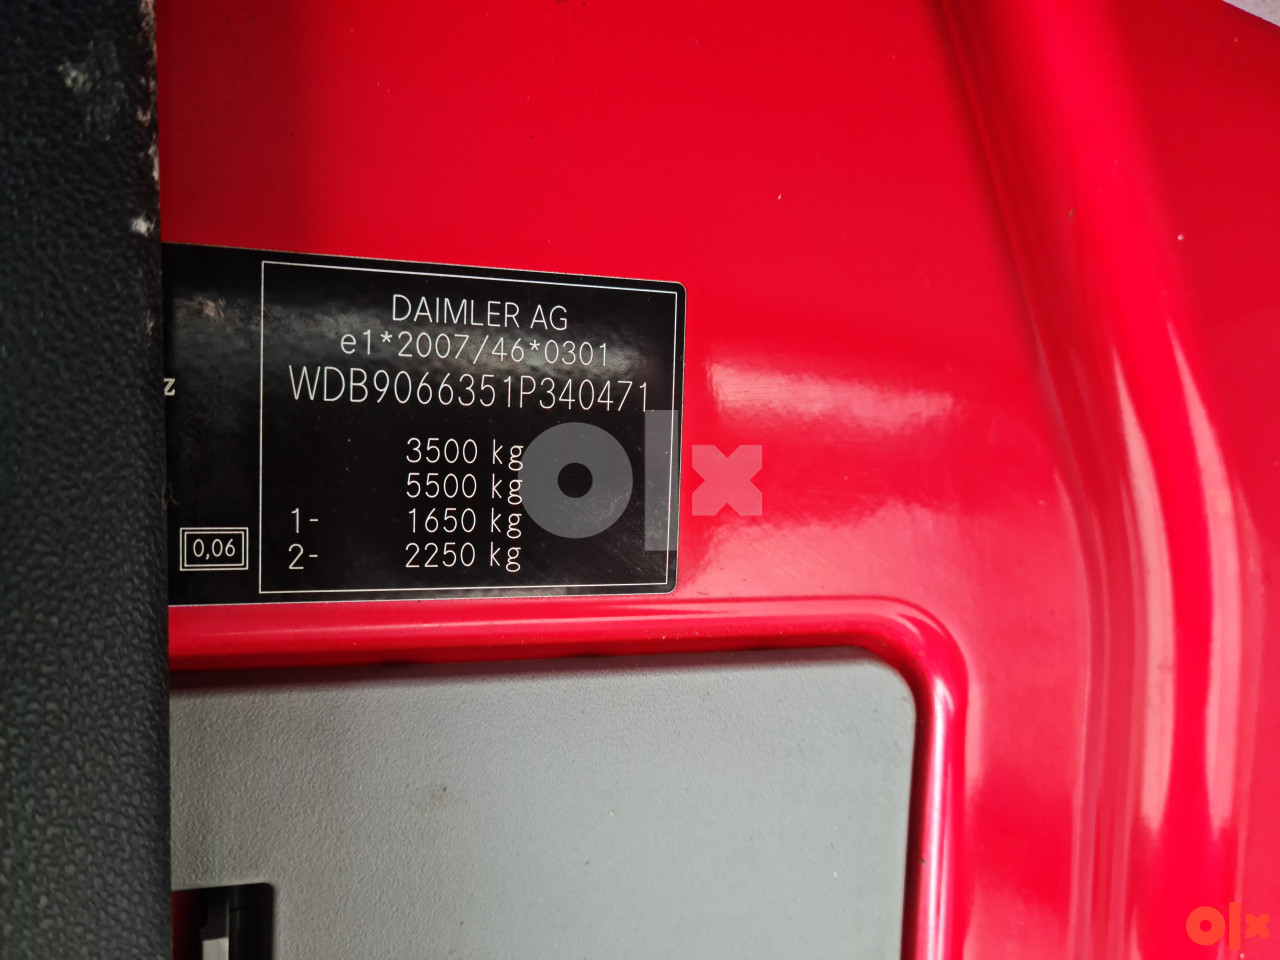 DAIMLER AG
e1*2007/46*0301
WDB9066351P340471
3500 kg
5500 kg
1- 1650 kg
2- 2250 kg
0,06
olx
olx